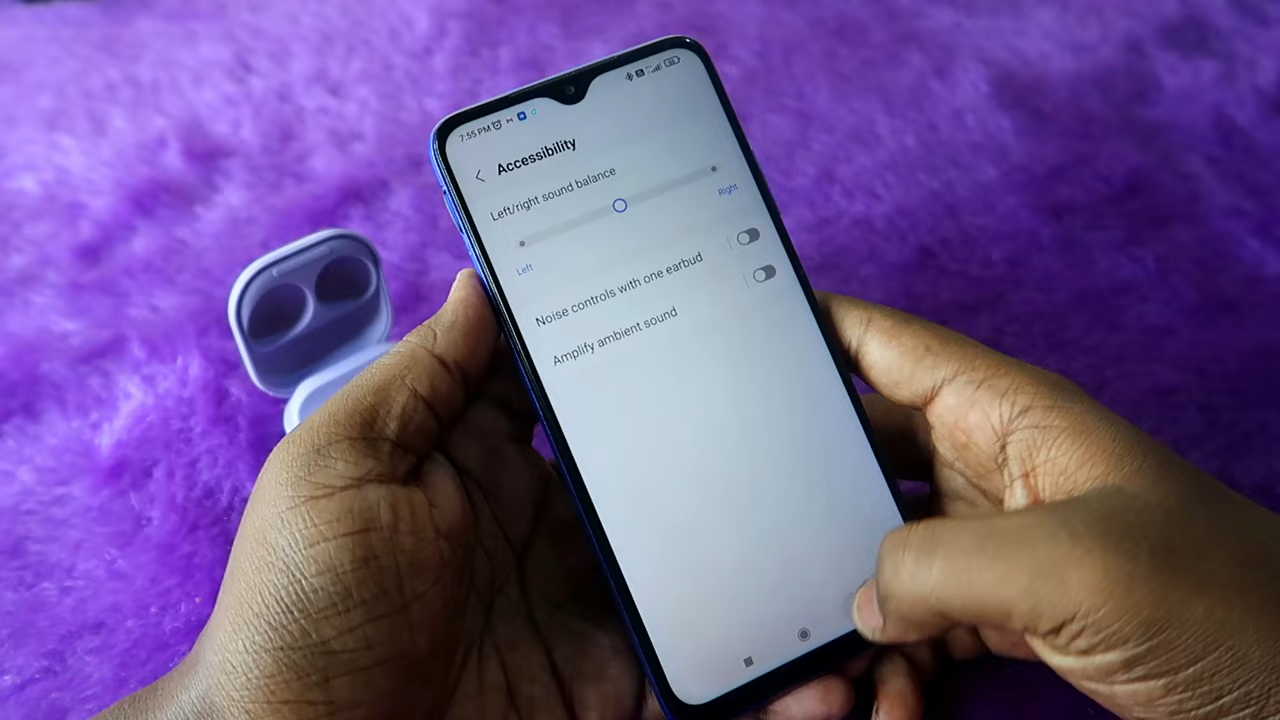 7:55 PM
Accessibility
Left/right sound balance
Left
Right
Noise controls with one earbud
Amplify ambient sound